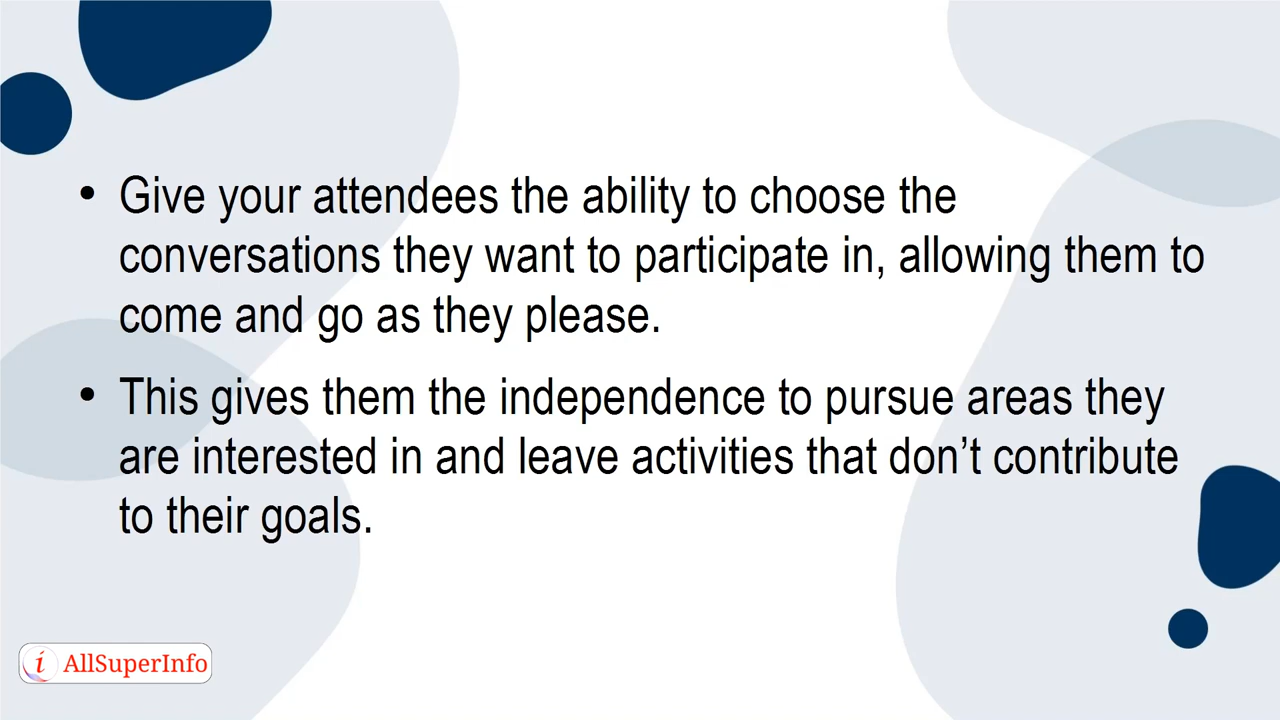 • Give your attendees the ability to choose the
conversations they want to participate in, allowing them to
come and go as they please.
• This gives them the independence to pursue areas they
are interested in and leave activities that don’t contribute
to their goals.
i AllSuperInfo